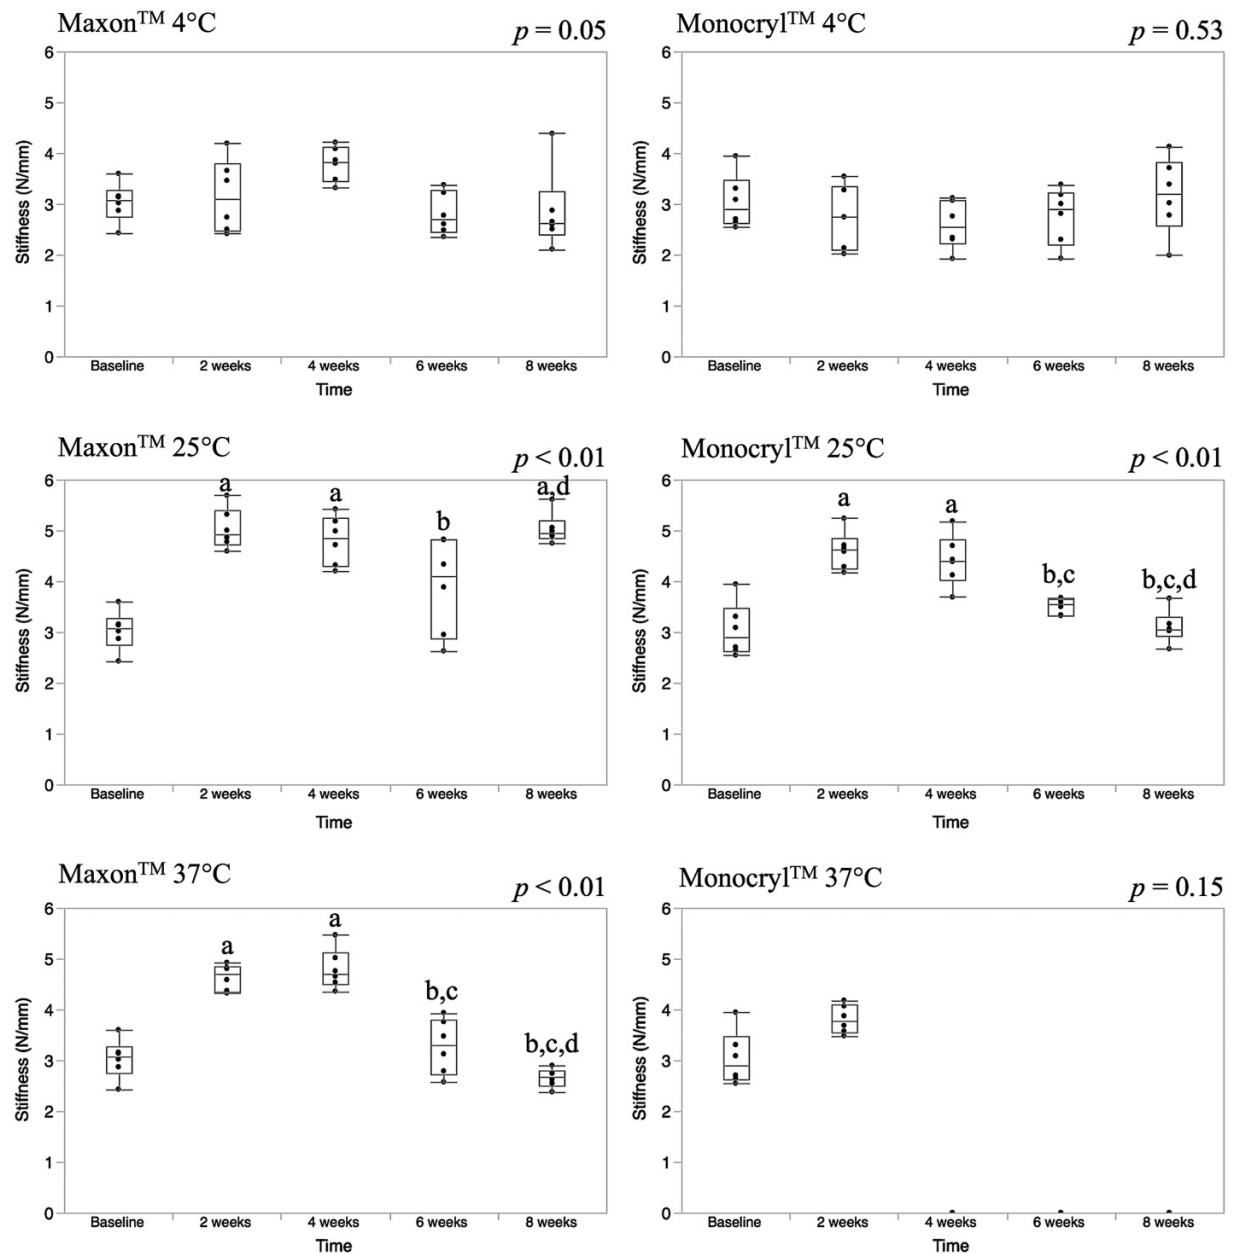 Maxon™ 4°C
p = 0.05
6
5
4
3
2
1
0
Stiffness (N/mm)
Baseline 2 weeks 4 weeks 6 weeks 8 weeks
Time
Monocryl™ 4°C
p = 0.53
6
5
4
3
2
1
0
Stiffness (N/mm)
Baseline 2 weeks 4 weeks 6 weeks 8 weeks
Time
Maxon™ 25°C
p < 0.01
a a b a,d
6
5
4
3
2
1
0
Stiffness (N/mm)
Baseline 2 weeks 4 weeks 6 weeks 8 weeks
Time
Monocryl™ 25°C
p < 0.01
a a b,c b,c,d
6
5
4
3
2
1
0
Stiffness (N/mm)
Baseline 2 weeks 4 weeks 6 weeks 8 weeks
Time
Maxon™ 37°C
p < 0.01
a a b,c b,c,d
6
5
4
3
2
1
0
Stiffness (N/mm)
Baseline 2 weeks 4 weeks 6 weeks 8 weeks
Time
Monocryl™ 37°C
p = 0.15
6
5
4
3
2
1
0
Stiffness (N/mm)
Baseline 2 weeks 4 weeks 6 weeks 8 weeks
Time